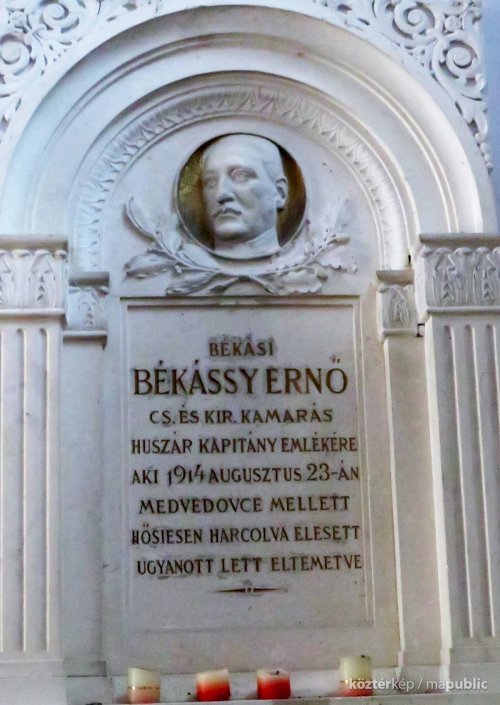 BÉKÁSI
BÉKÁSSY ERNŐ
CS. ÉS KIR. KAMARÁS
HUSZÁR KAPITÁNY EMLÉKÉRE
AKI 1914 AUGUSZTUS 23-ÁN
MEDVEDOVCE MELLETT
HŐSIESEN HARCOLVA ELESETT
UGYANOTT LETT ELTEMETVE
köztérkép / mapublic